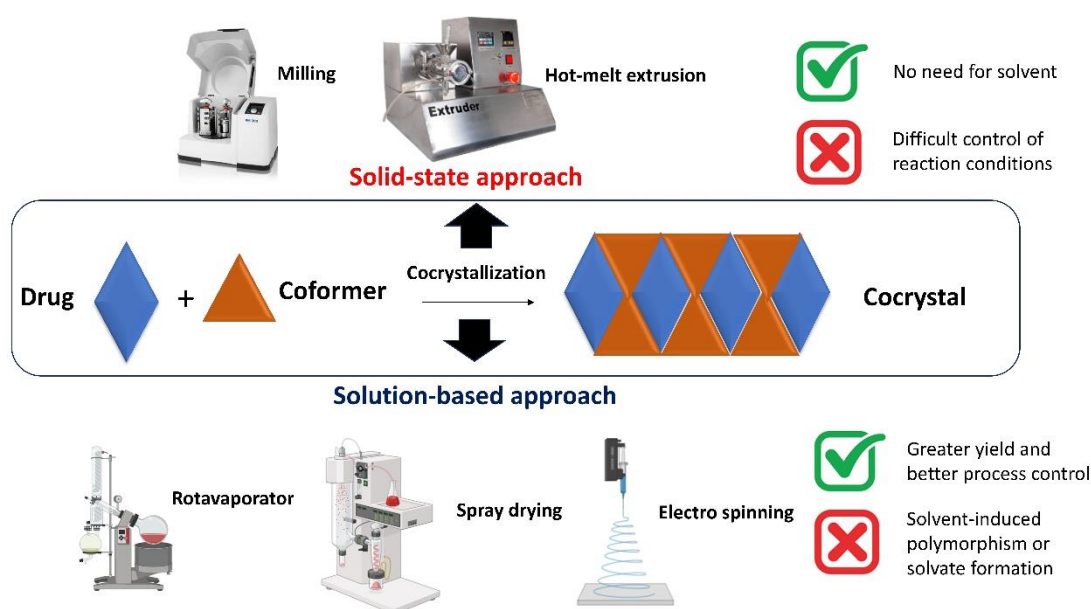 Milling
Hot-melt extrusion
Extruder
No need for solvent
Difficult control of
reaction conditions
Solid-state approach
Drug
+
Coformer
Cocrystallization
Cocrystal
Solution-based approach
Rotavaporator
Spray drying
Electro spinning
Greater yield and
better process control
Solvent-induced
polymorphism or
solvate formation